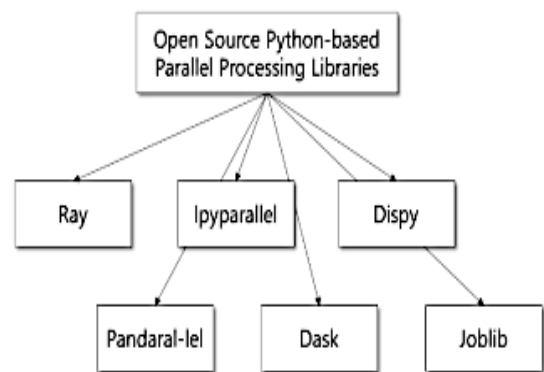 Open Source Python-based
Parallel Processing Libraries
Ray
Ipyparallel
Dispy
Pandaral-lel
Dask
Joblib